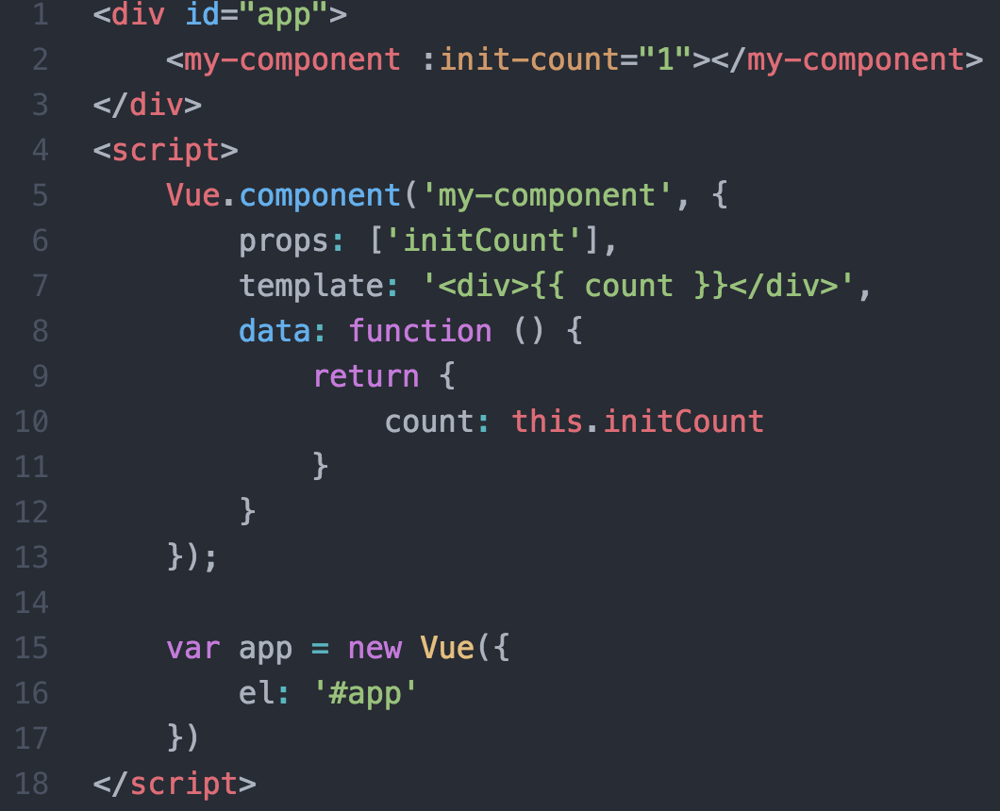 1 <div id="app">
2     <my-component :init-count="1"></my-component>
3 </div>
4 <script>
5     Vue.component('my-component', {
6         props: ['initCount'],
7         template: '<div>{{ count }}</div>',
8         data: function () {
9             return {
10                 count: this.initCount
11             }
12         }
13     });
14
15     var app = new Vue({
16         el: '#app'
17     })
18 </script>